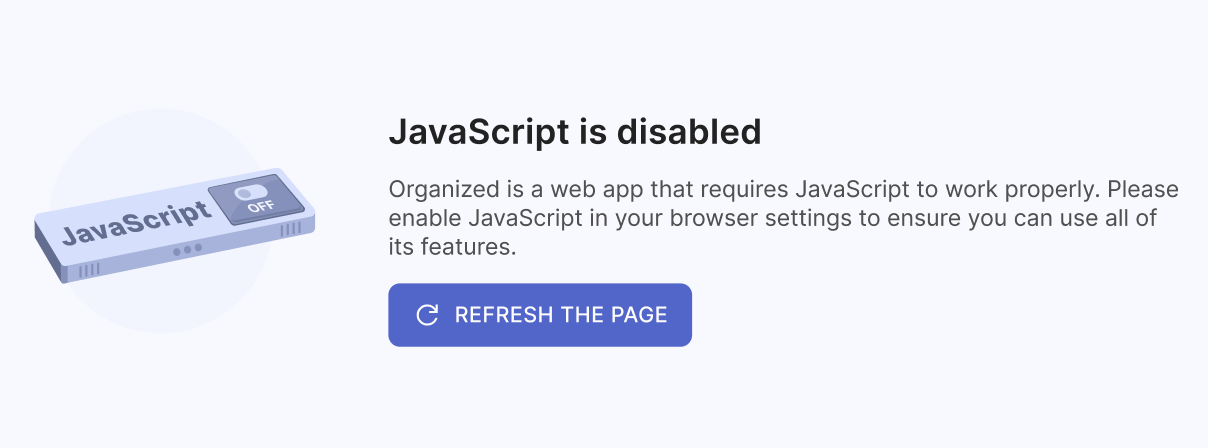 JavaScript is disabled
JavaScript
OFF
Organized is a web app that requires JavaScript to work properly. Please
enable JavaScript in your browser settings to ensure you can use all of
its features.
REFRESH THE PAGE